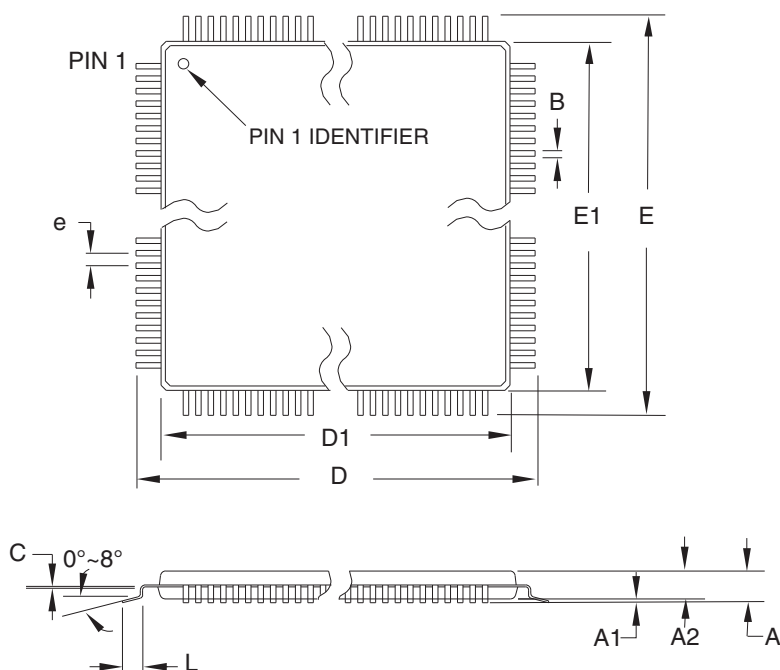 PIN 1
B
PIN 1 IDENTIFIER
e
E1
E
D1
D
C
0°~8°
A1
A2
A
L